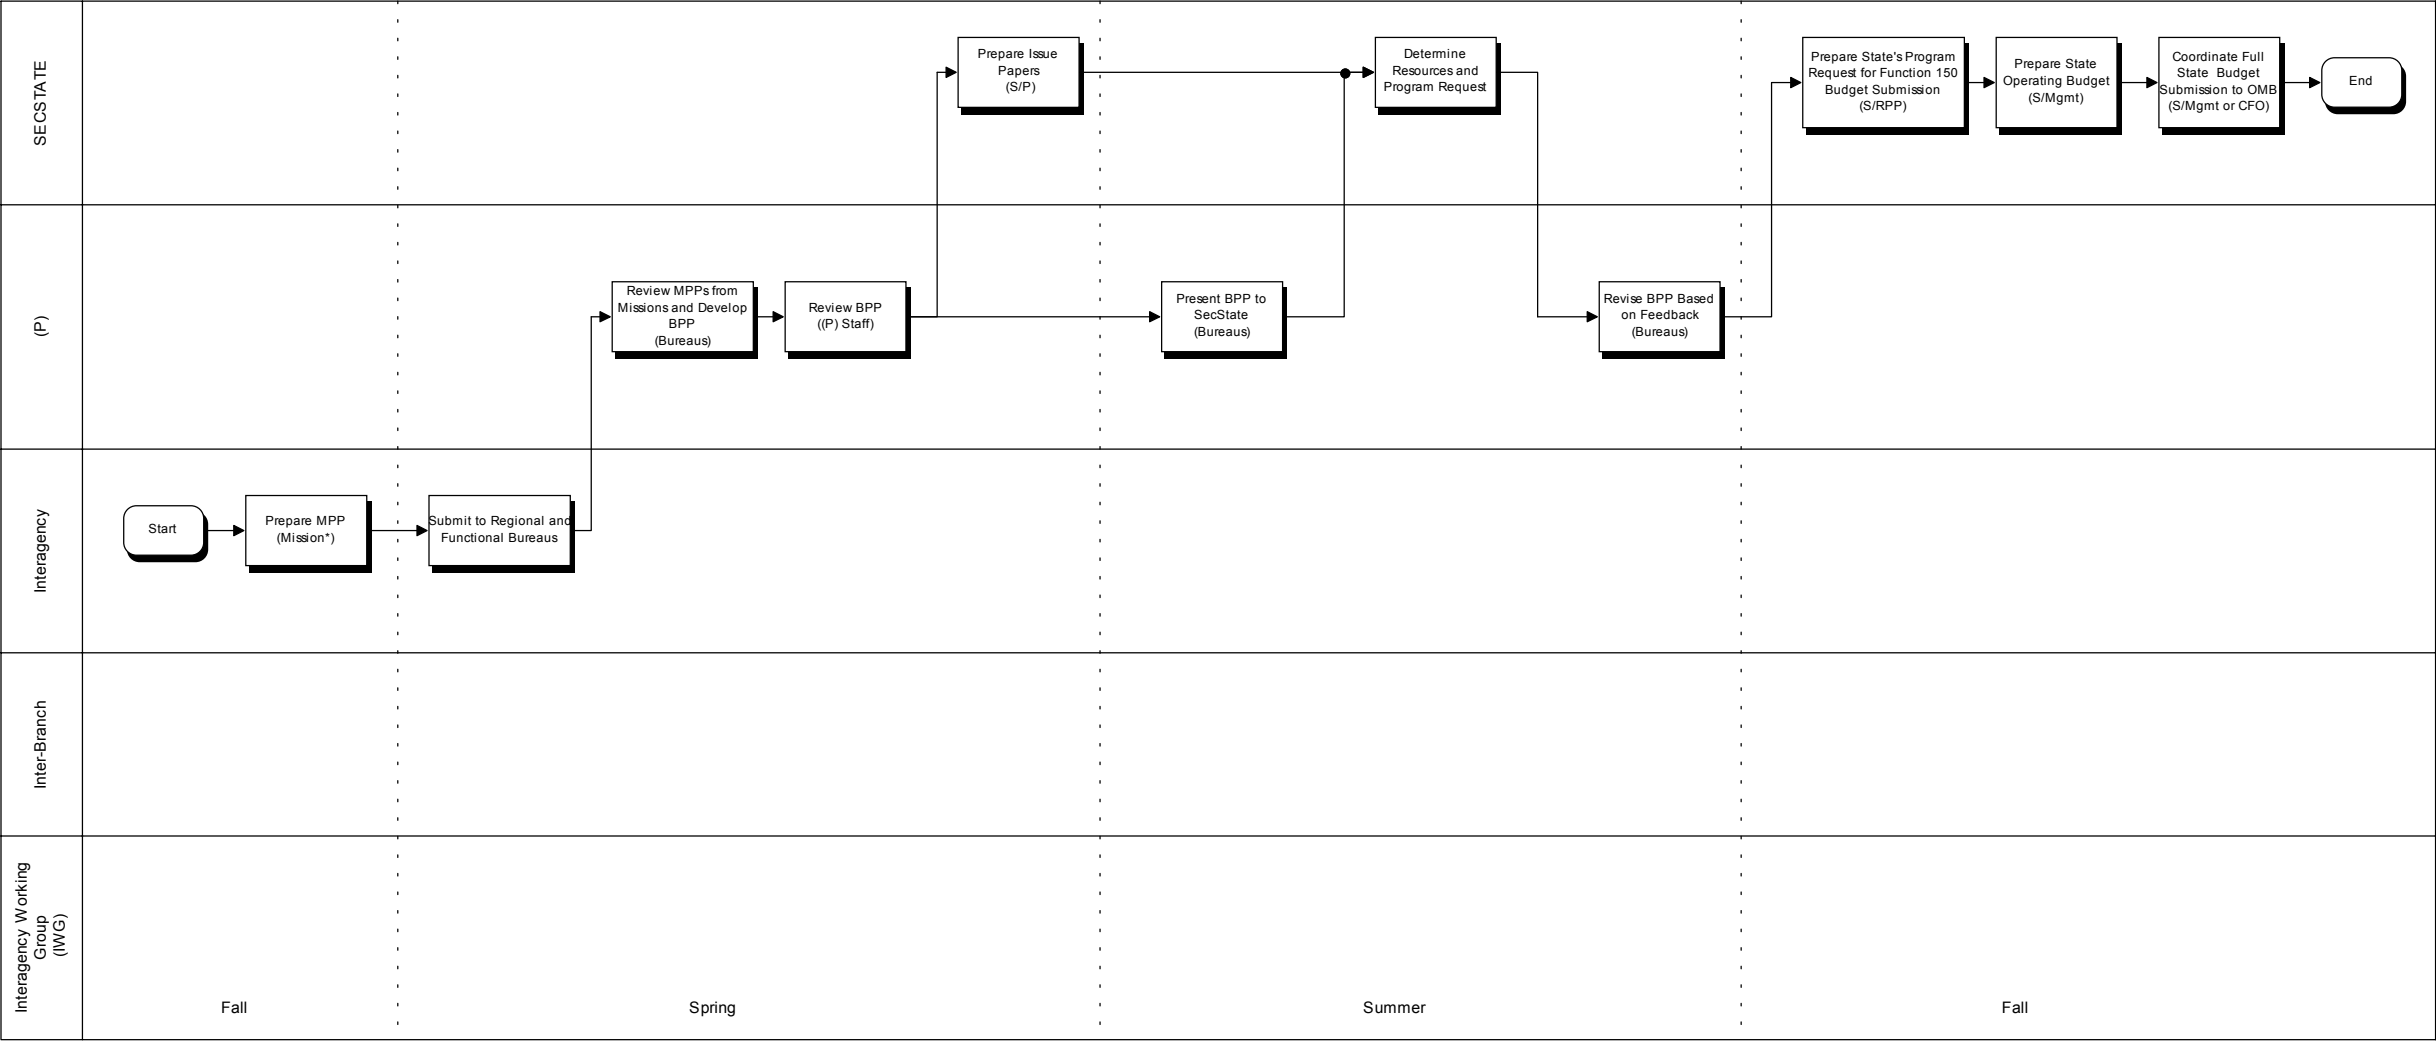 SECSTATE
Prepare Issue
Papers
(S/P)
Determine
Resources and
Program Request
Prepare State's Program
Request for Function 150
Budget Submission
(S/RPP)
Prepare State
Operating Budget
(S/Mgmt)
Coordinate Full
State Budget
Submission to OMB
(S/Mgmt or CFO)
End
(P)
Review MPPs from
Missions and Develop
BPP
(Bureaus)
Review BPP
((P) Staff)
Present BPP to
SecState
(Bureaus)
Revise BPP Based
on Feedback
(Bureaus)
Interagency
Start
Prepare MPP
(Mission*)
Submit to Regional and
Functional Bureaus
Inter-Branch
Interagency Working
Group
(IWG)
Fall
Spring
Summer
Fall